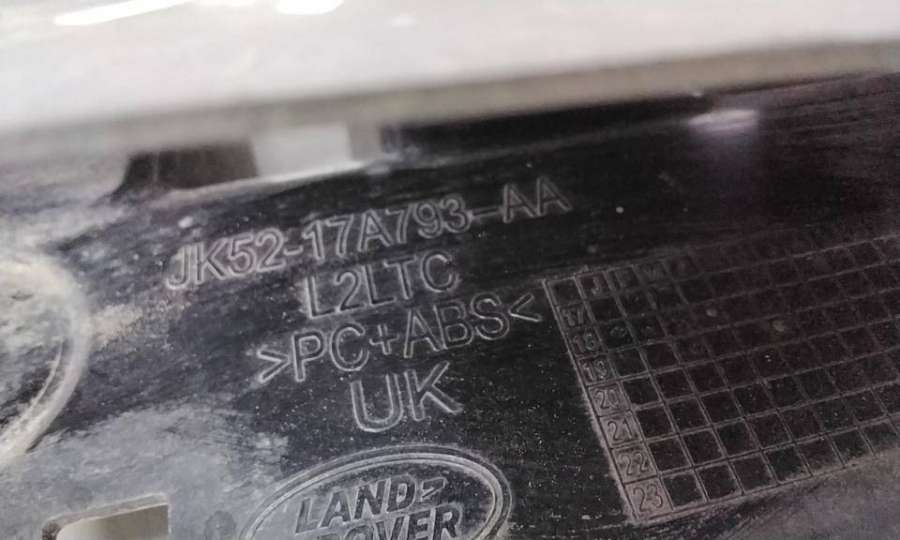 JK52-17A793-AA
L2LTC
>PC+ABS<
UK
LAND
ROVER
J F M
17
18
19
20
21
22
23